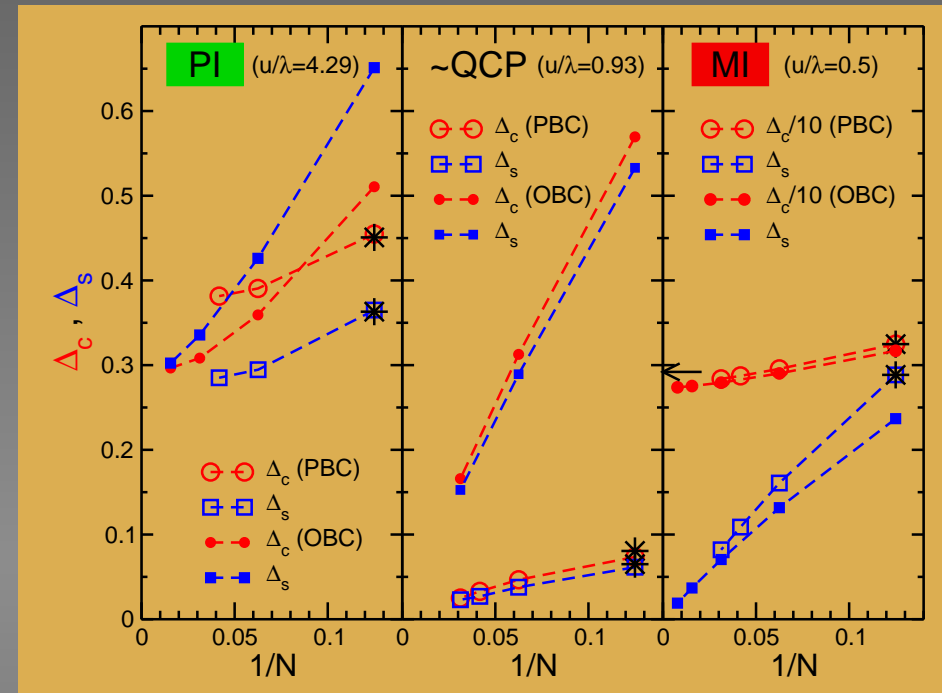 PI (u/λ=4.29)
~QCP (u/λ=0.93)
MI (u/λ=0.5)
Δc (PBC)
Δs
Δc (OBC)
Δs
Δc (PBC)
Δs
Δc (OBC)
Δs
Δc/10 (PBC)
Δs
Δc/10 (OBC)
Δs
Δc , Δs
0.6
0.5
0.4
0.3
0.2
0.1
0
0 0.05 0.1
0 0.05 0.1
0 0.05 0.1
1/N
1/N
1/N